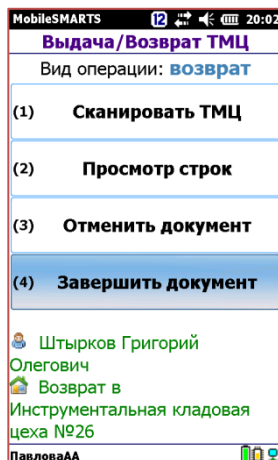 MobileSMARTS 12 20:02
Выдача/Возврат ТМЦ
Вид операции: возврат
(1) Сканировать ТМЦ
(2) Просмотр строк
(3) Отменить документ
(4) Завершить документ
Штырков Григорий
Олегович
Возврат в
Инструментальная кладовая
цеха №26
ПавловаАА